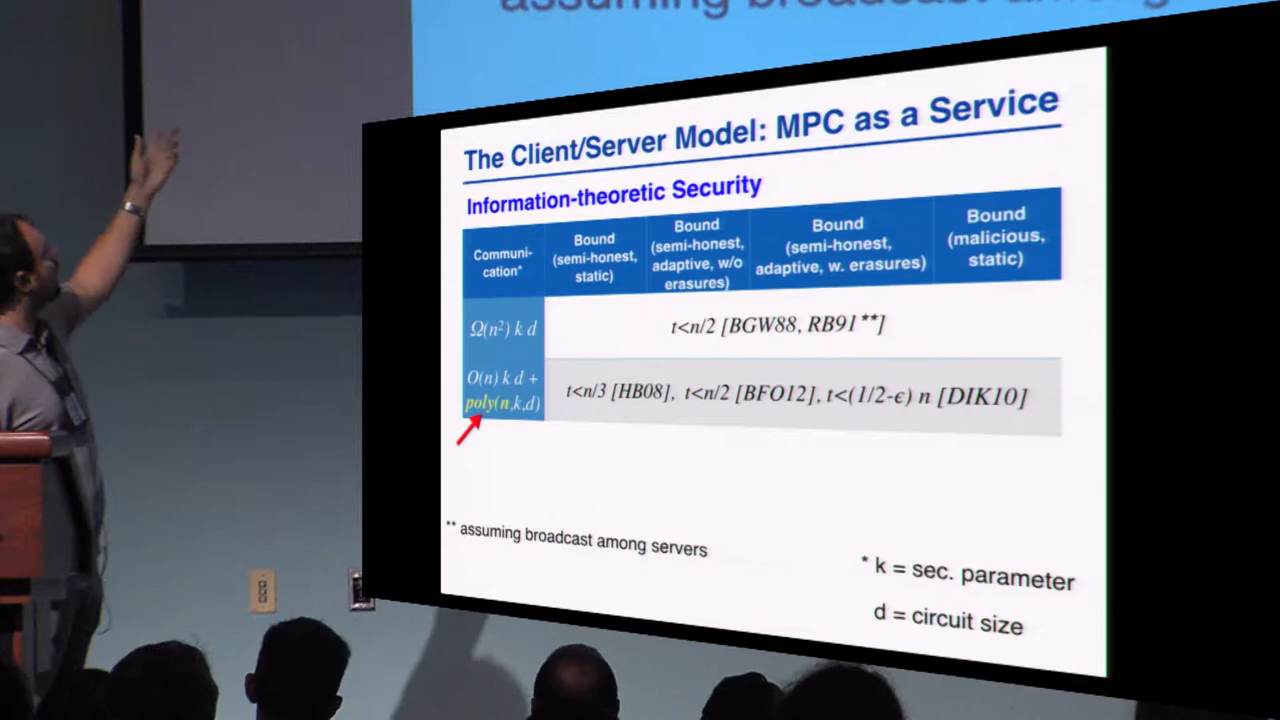 assuming broadcast among
The Client/Server Model: MPC as a Service
Information-theoretic Security
Communi-
cation*
Bound
(semi-honest,
static)
Bound
(semi-honest,
adaptive, w/o
erasures)
Bound
(semi-honest,
adaptive, w. erasures)
Bound
(malicious,
static)
Ω(n²) k d
t<n/2 [BGW88, RB91**]
O(n) k d +
poly(n,k,d)
t<n/3 [HB08], t<n/2 [BFO12], t<(1/2-ϵ) n [DIK10]
** assuming broadcast among servers
* k = sec. parameter
d = circuit size